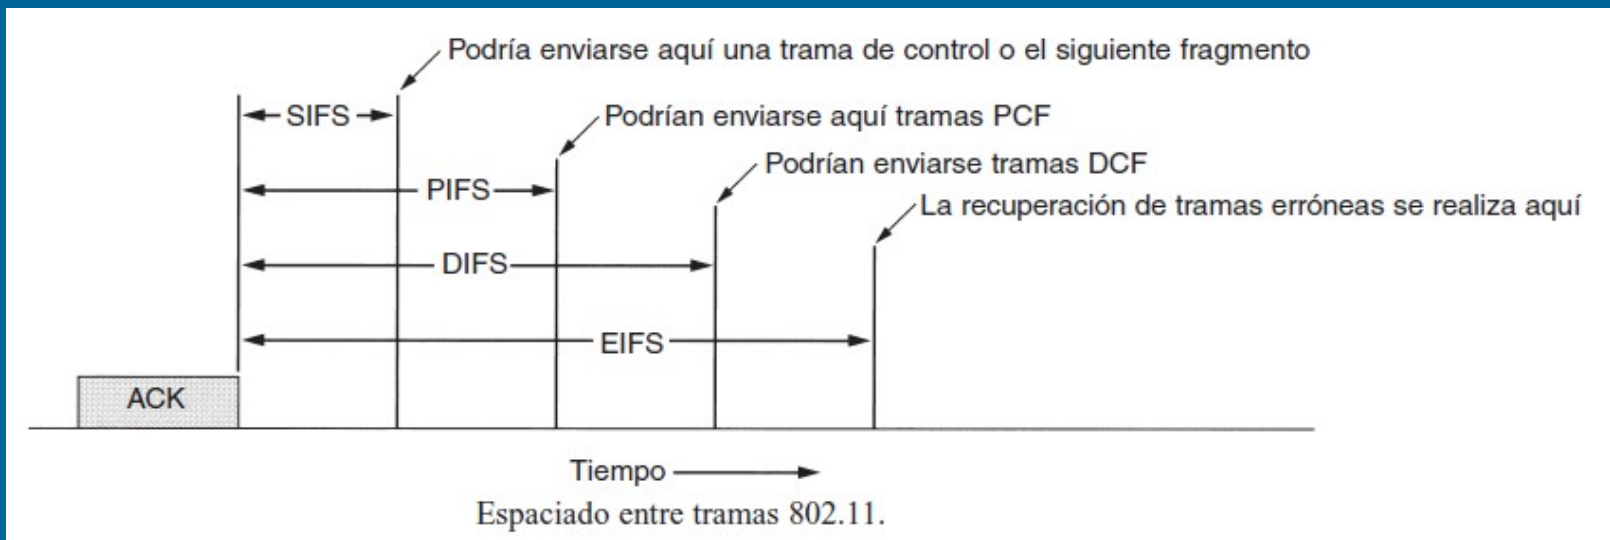 Podría enviarse aquí una trama de control o el siguiente fragmento
SIFS
Podrían enviarse aquí tramas PCF
Podrían enviarse tramas DCF
PIFS
La recuperación de tramas erróneas se realiza aquí
DIFS
EIFS
ACK
Tiempo
Espaciado entre tramas 802.11.